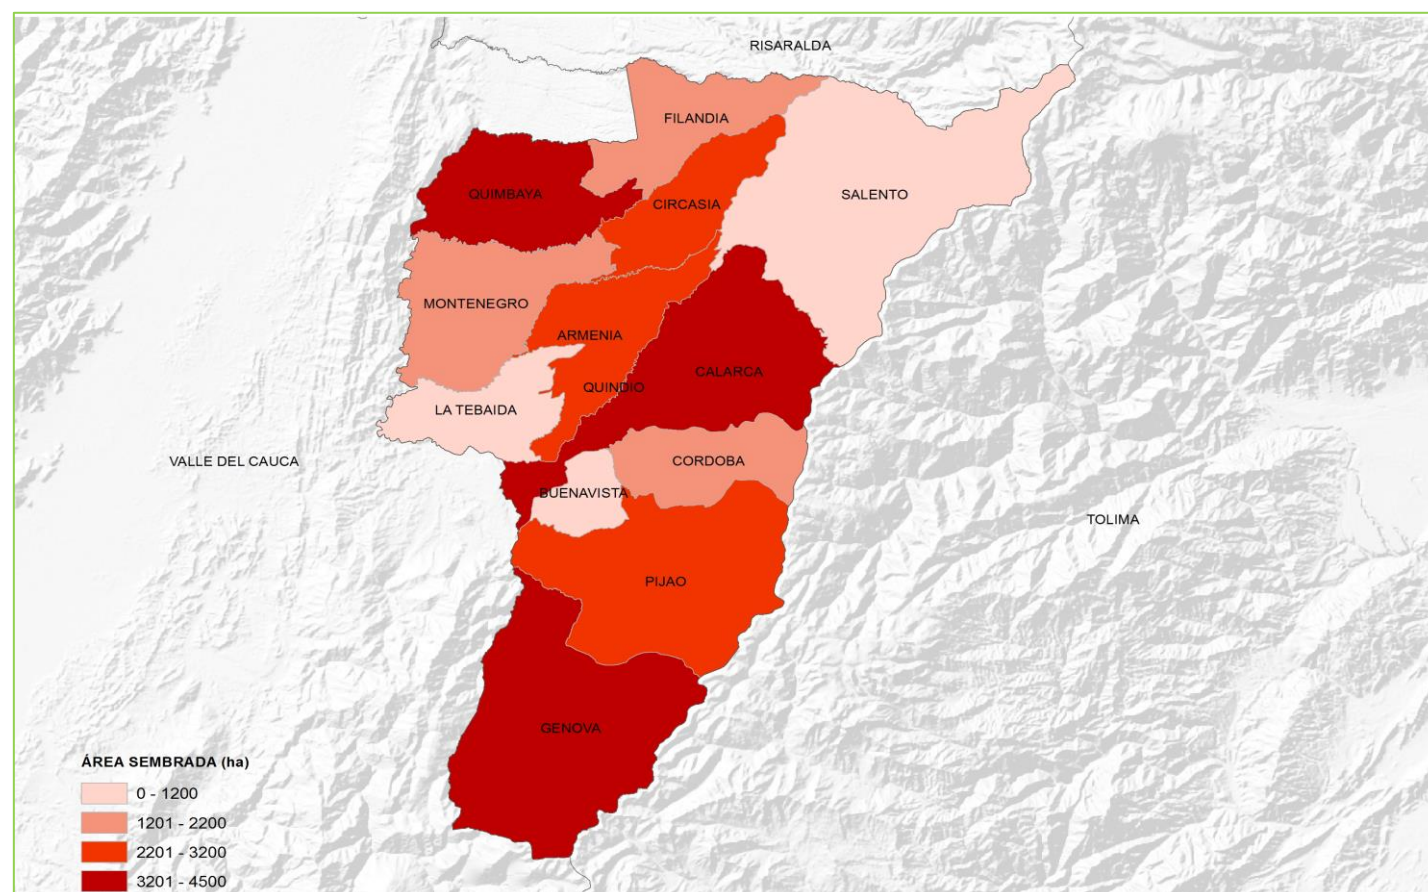 RISARALDA
FILANDIA
QUIMBAYA
SALENTO
CIRCASIA
MONTENEGRO
ARMENIA
CALARCA
QUINDIO
LA TEBAIDA
VALLE DEL CAUCA
CORDOBA
BUENAVISTA
TOLIMA
PIJAO
GENOVA
ÁREA SEMBRADA (ha)
0 - 1200
1201 - 2200
2201 - 3200
3201 - 4500